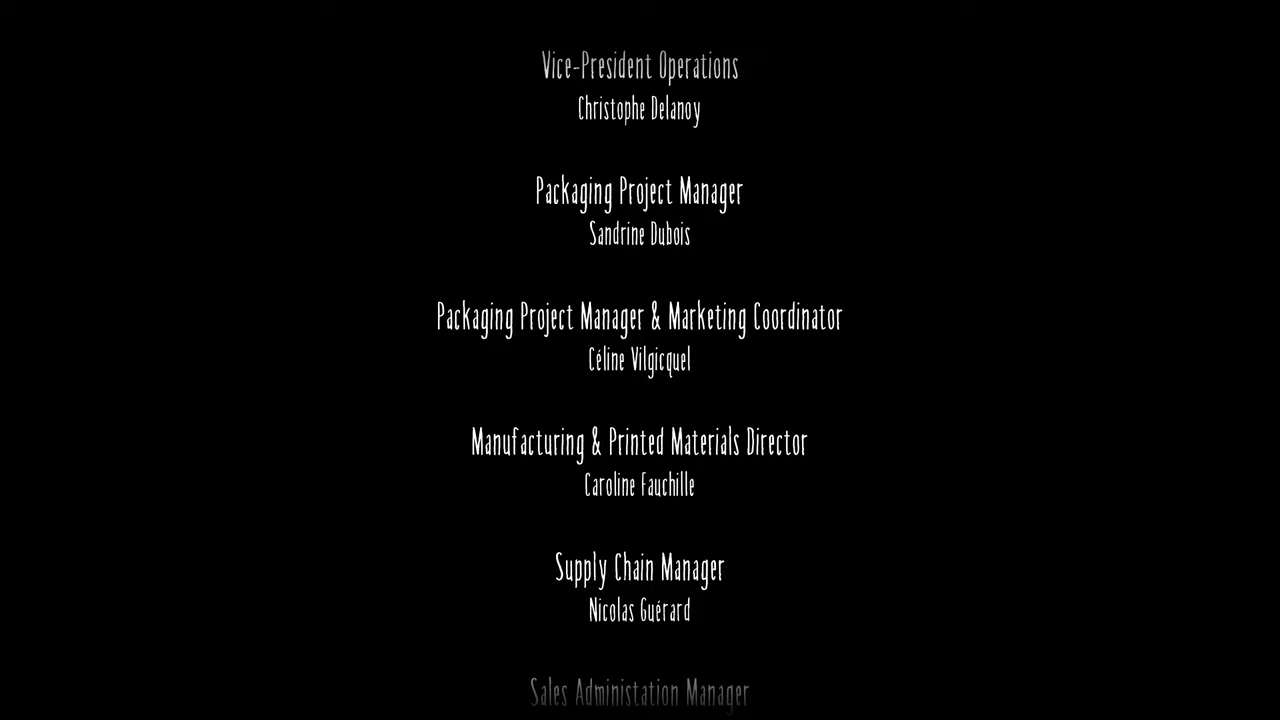 Vice-President Operations
Christophe Delanoy
Packaging Project Manager
Sandrine Dubois
Packaging Project Manager & Marketing Coordinator
Céline Vilgicquel
Manufacturing & Printed Materials Director
Caroline Fauchille
Supply Chain Manager
Nicolas Guérard
Sales Administation Manager